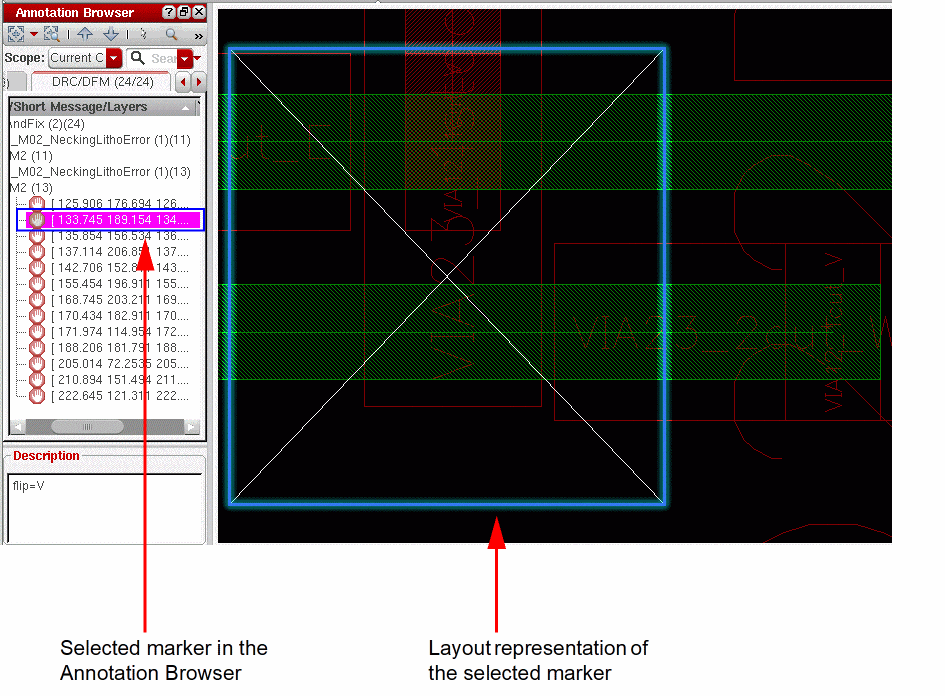 Annotation Browser
»
Scope: Current C Sea
) DRC/DFM (24/24)
/Short Message/Layers
AndFix (2)(24)
_M02_NeckingLithoError (1)(11)
M2 (11)
_M02_NeckingLithoError (1)(13)
M2 (13)
[ 125.906 176.694 126....
[ 133.745 189.154 134....
[ 135.854 156.534 136....
[ 137.114 206.851 137....
[ 142.706 152.8 143....
[ 155.454 196.911 155....
[ 168.745 203.211 169....
[ 170.434 182.911 170....
[ 171.974 114.954 172....
[ 188.206 181.791 188....
[ 205.014 72.2535 205....
[ 210.894 151.494 211....
[ 222.645 121.311 222....
Description
flip=V
VIA23
Selected marker in the
Annotation Browser
Layout representation of
the selected marker